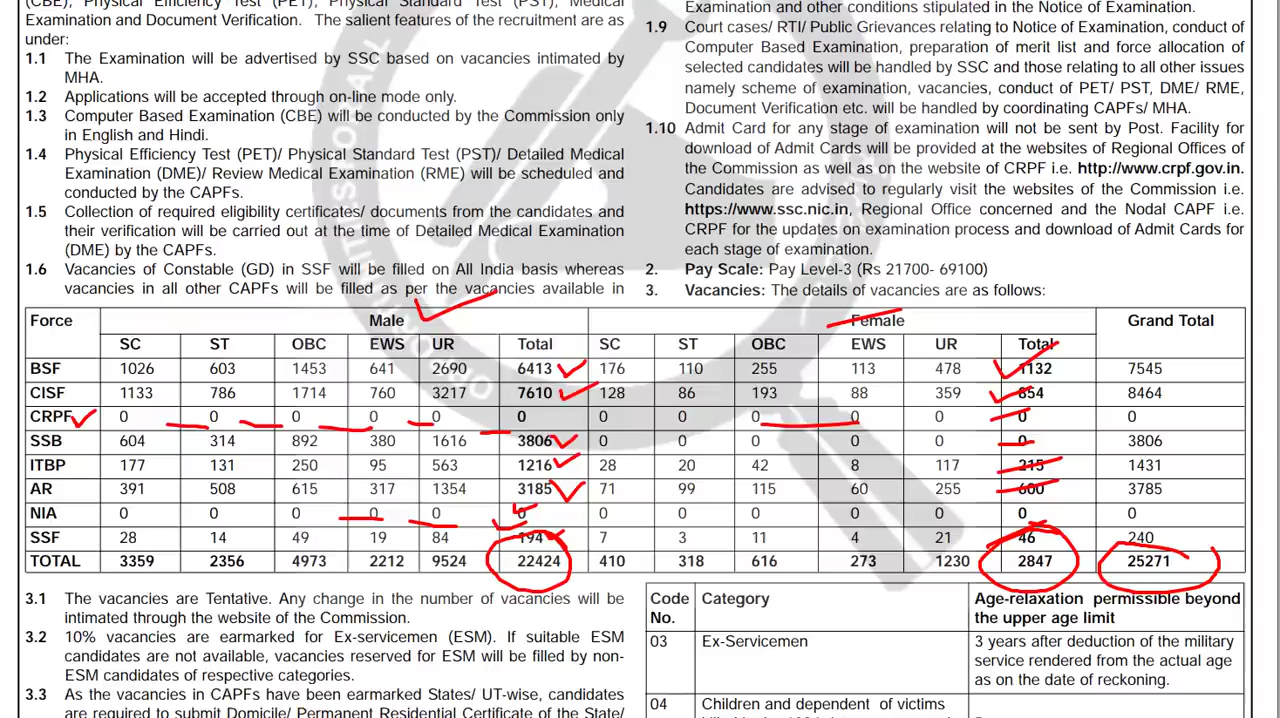 (CBE), Physical Efficiency Test (PET), Physical Standard Test (PST), Medical
Examination and Document Verification. The salient features of the recruitment are as
under:
1.1 The Examination will be advertised by SSC based on vacancies intimated by
MHA.
1.2 Applications will be accepted through on-line mode only.
1.3 Computer Based Examination (CBE) will be conducted by the Commission only
in English and Hindi.
1.4 Physical Efficiency Test (PET)/ Physical Standard Test (PST)/ Detailed Medical
Examination (DME)/ Review Medical Examination (RME) will be scheduled and
conducted by the CAPFs.
1.5 Collection of required eligibility certificates/ documents from the candidates and
their verification will be carried out at the time of Detailed Medical Examination
(DME) by the CAPFs.
1.6 Vacancies of Constable (GD) in SSF will be filled on All India basis whereas
vacancies in all other CAPFs will be filled as per the vacancies available in
Examination and other conditions stipulated in the Notice of Examination.
1.9 Court cases/ RTI/ Public Grievances relating to Notice of Examination, conduct of
Computer Based Examination, preparation of merit list and force allocation of
selected candidates will be handled by SSC and those relating to all other issues
namely scheme of examination, vacancies, conduct of PET/ PST, DME/ RME,
Document Verification etc. will be handled by coordinating CAPFs/ MHA.
1.10 Admit Card for any stage of examination will not be sent by Post. Facility for
download of Admit Cards will be provided at the websites of Regional Offices of
the Commission as well as on the website of CRPF i.e. http://www.crpf.gov.in.
Candidates are advised to regularly visit the websites of the Commission i.e.
https://www.ssc.nic.in, Regional Office concerned and the Nodal CAPF i.e.
CRPF for the updates on examination process and download of Admit Cards for
each stage of examination.
2. Pay Scale: Pay Level-3 (Rs 21700- 69100)
3. Vacancies: The details of vacancies are as follows:
Force Male Female Grand Total
SC ST OBC EWS UR Total SC ST OBC EWS UR Total
BSF 1026 603 1453 641 2690 6413 176 110 255 113 478 1132 7545
CISF 1133 786 1714 760 3217 7610 128 86 193 88 359 854 8464
CRPF 0 0 0 0 0 0 0 0 0 0 0 0 0
SSB 604 314 892 380 1616 3806 0 0 0 0 0 0 3806
ITBP 177 131 250 95 563 1216 28 20 42 8 117 215 1431
AR 391 508 615 317 1354 3185 71 99 115 60 255 600 3785
NIA 0 0 0 0 0 0 0 0 0 0 0 0 0
SSF 28 14 49 19 84 194 7 3 11 4 21 46 240
TOTAL 3359 2356 4973 2212 9524 22424 410 318 616 273 1230 2847 25271
3.1 The vacancies are Tentative. Any change in the number of vacancies will be
intimated through the website of the Commission.
3.2 10% vacancies are earmarked for Ex-servicemen (ESM). If suitable ESM
candidates are not available, vacancies reserved for ESM will be filled by non-
ESM candidates of respective categories.
3.3 As the vacancies in CAPFs have been earmarked States/ UT-wise, candidates
are required to submit Domicile/ Permanent Residential Certificate of the State/
Code No. Category Age-relaxation permissible beyond
the upper age limit
03 Ex-Servicemen 3 years after deduction of the military
service rendered from the actual age
as on the date of reckoning.
04 Children and dependent of victims